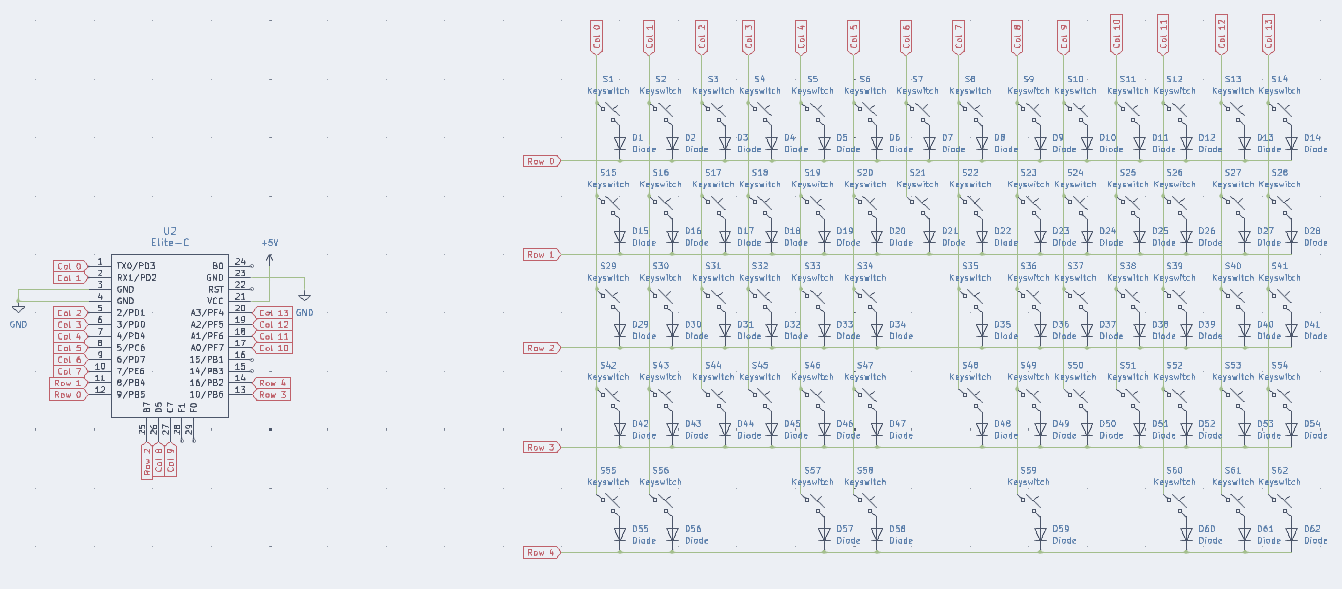 Col 0 Col 1 Col 2 Col 3 Col 4 Col 5 Col 6 Col 7 Col 8 Col 9 Col 10 Col 11 Col 12 Col 13
S1 S2 S3 S4 S5 S6 S7 S8 S9 S10 S11 S12 S13 S14
Keyswitch Keyswitch Keyswitch Keyswitch Keyswitch Keyswitch Keyswitch Keyswitch Keyswitch Keyswitch Keyswitch Keyswitch Keyswitch Keyswitch
D1 D2 D3 D4 D5 D6 D7 D8 D9 D10 D11 D12 D13 D14
Diode Diode Diode Diode Diode Diode Diode Diode Diode Diode Diode Diode Diode Diode
Row 0
S15 S16 S17 S18 S19 S20 S21 S22 S23 S24 S25 S26 S27 S28
Keyswitch Keyswitch Keyswitch Keyswitch Keyswitch Keyswitch Keyswitch Keyswitch Keyswitch Keyswitch Keyswitch Keyswitch Keyswitch Keyswitch
D15 D16 D17 D18 D19 D20 D21 D22 D23 D24 D25 D26 D27 D28
Diode Diode Diode Diode Diode Diode Diode Diode Diode Diode Diode Diode Diode Diode
Row 1
S29 S30 S31 S32 S33 S34 S35 S36 S37 S38 S39 S40 S41
Keyswitch Keyswitch Keyswitch Keyswitch Keyswitch Keyswitch Keyswitch Keyswitch Keyswitch Keyswitch Keyswitch Keyswitch Keyswitch
D29 D30 D31 D32 D33 D34 D35 D36 D37 D38 D39 D40 D41
Diode Diode Diode Diode Diode Diode Diode Diode Diode Diode Diode Diode Diode
Row 2
S42 S43 S44 S45 S46 S47 S48 S49 S50 S51 S52 S53 S54
Keyswitch Keyswitch Keyswitch Keyswitch Keyswitch Keyswitch Keyswitch Keyswitch Keyswitch Keyswitch Keyswitch Keyswitch Keyswitch
D42 D43 D44 D45 D46 D47 D48 D49 D50 D51 D52 D53 D54
Diode Diode Diode Diode Diode Diode Diode Diode Diode Diode Diode Diode Diode
Row 3
S55 S56 S57 S58 S59 S60 S61 S62
Keyswitch Keyswitch Keyswitch Keyswitch Keyswitch Keyswitch Keyswitch Keyswitch
D55 D56 D57 D58 D59 D60 D61 D62
Diode Diode Diode Diode Diode Diode Diode Diode
Row 4
U2
Elite-C
+5V
Col 0 1 TX0/PD3 B0 24
Col 1 2 RX1/PD2 GND 23
3 GND RST 22
4 GND VCC 21
GND
GND
Col 2 5 2/PD1 A3/PF4 20 Col 13
Col 3 6 3/PD0 A2/PF5 19 Col 12
Col 4 7 4/PD4 A1/PF6 18 Col 11
Col 5 8 5/PC6 A0/PF7 17 Col 10
Col 6 9 6/PD7 15/PB1 16
Col 7 10 7/PE6 14/PB3 15
Row 1 11 8/PB4 16/PB2 14 Row 4
Row 0 12 9/PB5 10/PB6 13 Row 3
B7 D5 C7 F1 F0
25 26 27 28 29
Row 2 Col 8 Col 9